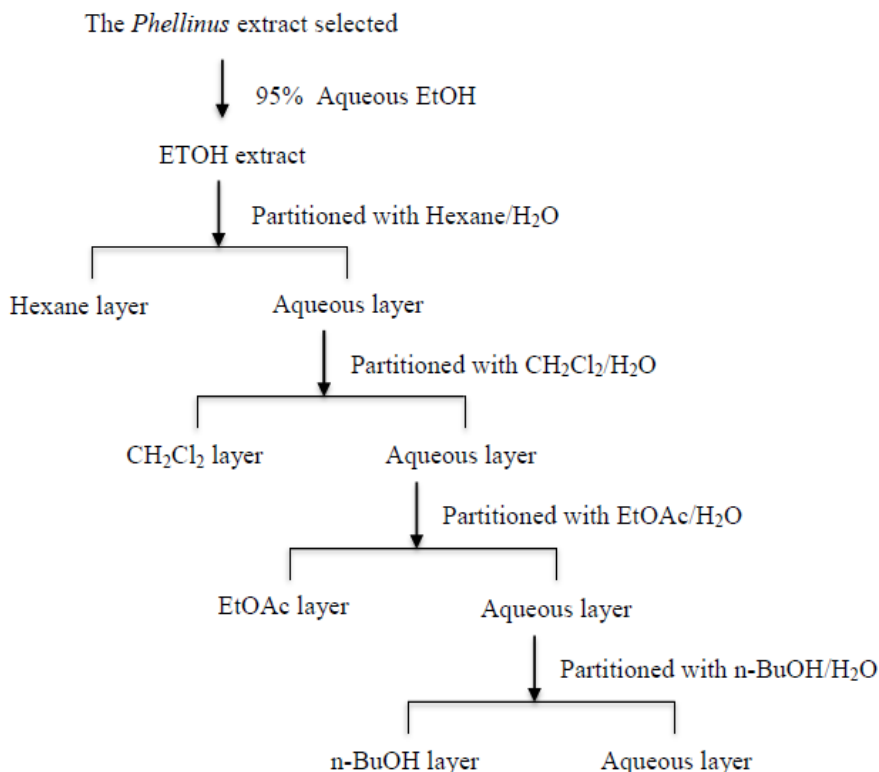 The Phellinus extract selected
95% Aqueous EtOH
ETOH extract
Partitioned with Hexane/H₂O
Hexane layer Aqueous layer
Partitioned with CH₂Cl₂/H₂O
CH₂Cl₂ layer Aqueous layer
Partitioned with EtOAc/H₂O
EtOAc layer Aqueous layer
Partitioned with n-BuOH/H₂O
n-BuOH layer Aqueous layer